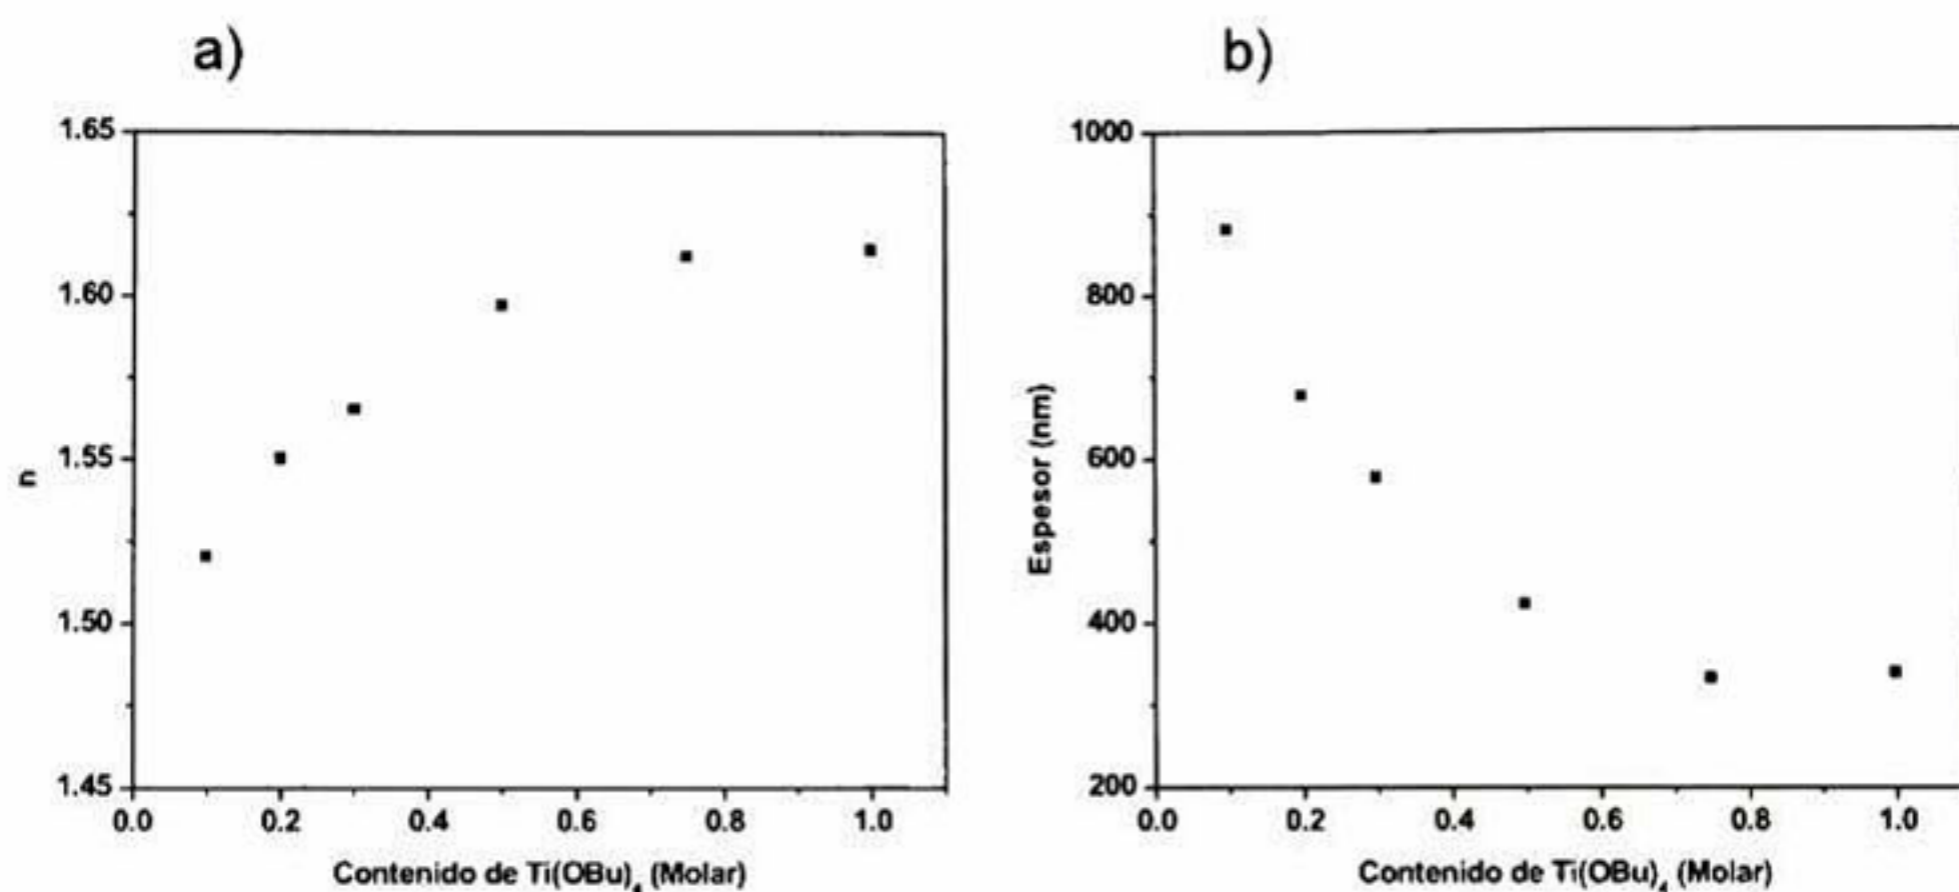 a)
1.65
1.60
1.55
1.50
1.45
n
0.0 0.2 0.4 0.6 0.8 1.0
Contenido de Ti(OBu)₄ (Molar)
b)
1000
800
600
400
200
Espesor (nm)
0.0 0.2 0.4 0.6 0.8 1.0
Contenido de Ti(OBu)₄ (Molar)